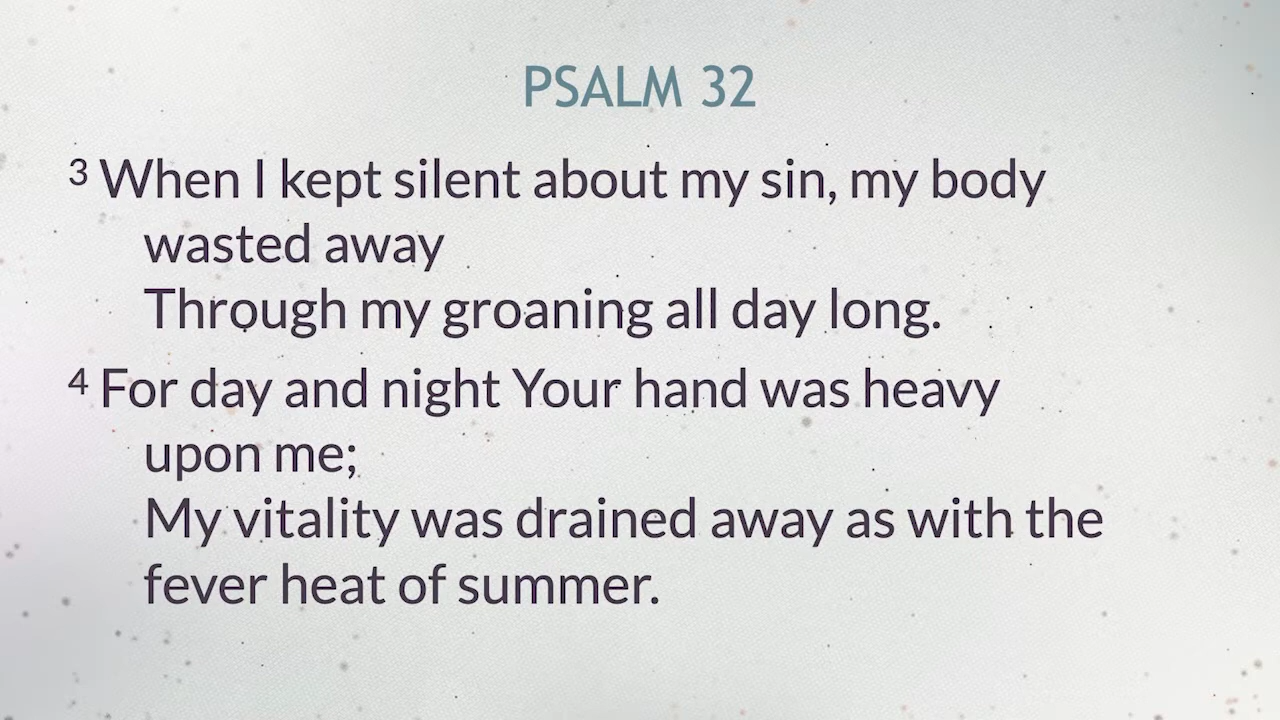 PSALM 32
3 When I kept silent about my sin, my body
wasted away
Through my groaning all day long.
4 For day and night Your hand was heavy
upon me;
My vitality was drained away as with the
fever heat of summer.